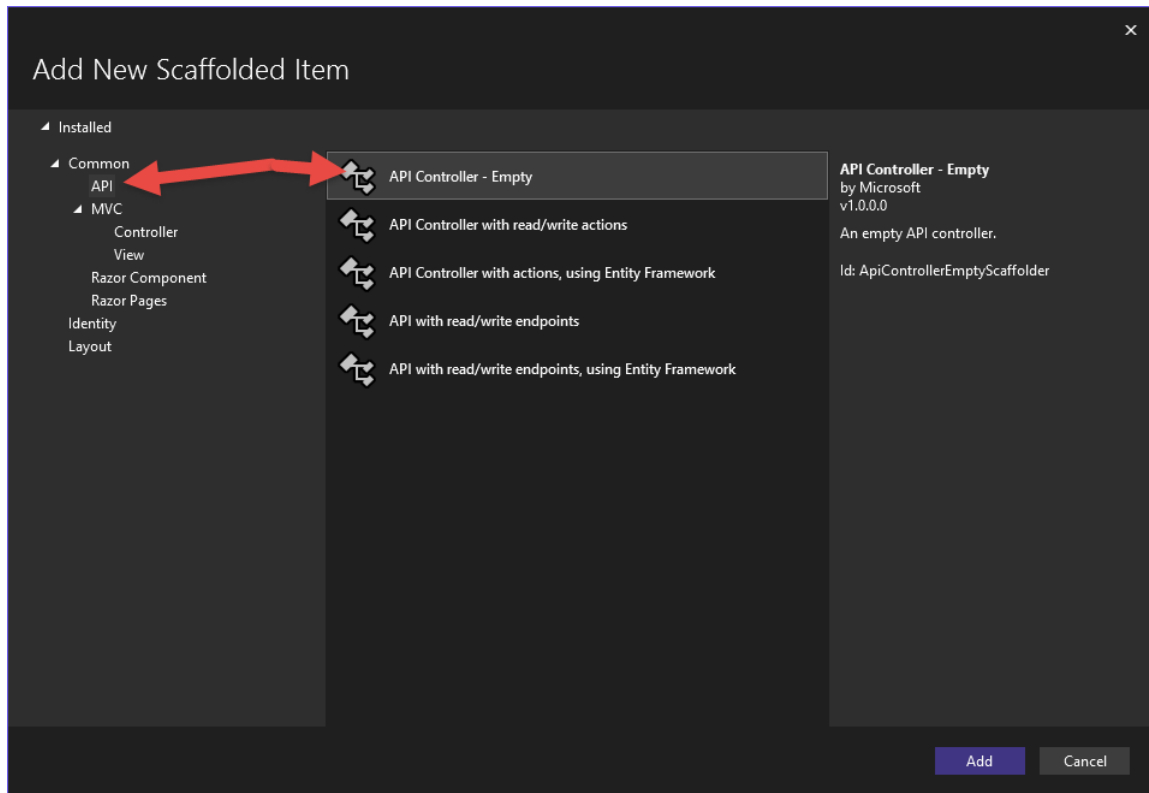 Add New Scaffolded Item
Installed
Common
API
MVC
Controller
View
Razor Component
Razor Pages
Identity
Layout
API Controller - Empty
API Controller with read/write actions
API Controller with actions, using Entity Framework
API with read/write endpoints
API with read/write endpoints, using Entity Framework
API Controller - Empty
by Microsoft
v1.0.0.0
An empty API controller.
Id: ApiControllerEmptyScaffolder
Add
Cancel